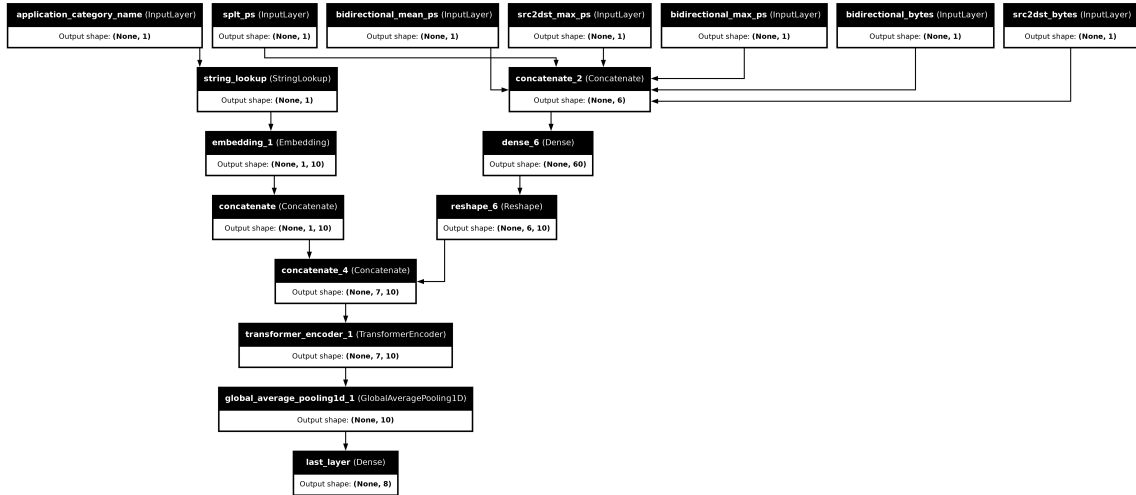 application_category_name (InputLayer)
Output shape: (None, 1)
splt_ps (InputLayer)
Output shape: (None, 1)
bidirectional_mean_ps (InputLayer)
Output shape: (None, 1)
src2dst_max_ps (InputLayer)
Output shape: (None, 1)
bidirectional_max_ps (InputLayer)
Output shape: (None, 1)
bidirectional_bytes (InputLayer)
Output shape: (None, 1)
src2dst_bytes (InputLayer)
Output shape: (None, 1)
string_lookup (StringLookup)
Output shape: (None, 1)
concatenate_2 (Concatenate)
Output shape: (None, 6)
embedding_1 (Embedding)
Output shape: (None, 1, 10)
dense_6 (Dense)
Output shape: (None, 60)
concatenate (Concatenate)
Output shape: (None, 1, 10)
reshape_6 (Reshape)
Output shape: (None, 6, 10)
concatenate_4 (Concatenate)
Output shape: (None, 7, 10)
transformer_encoder_1 (TransformerEncoder)
Output shape: (None, 7, 10)
global_average_pooling1d_1 (GlobalAveragePooling1D)
Output shape: (None, 10)
last_layer (Dense)
Output shape: (None, 8)